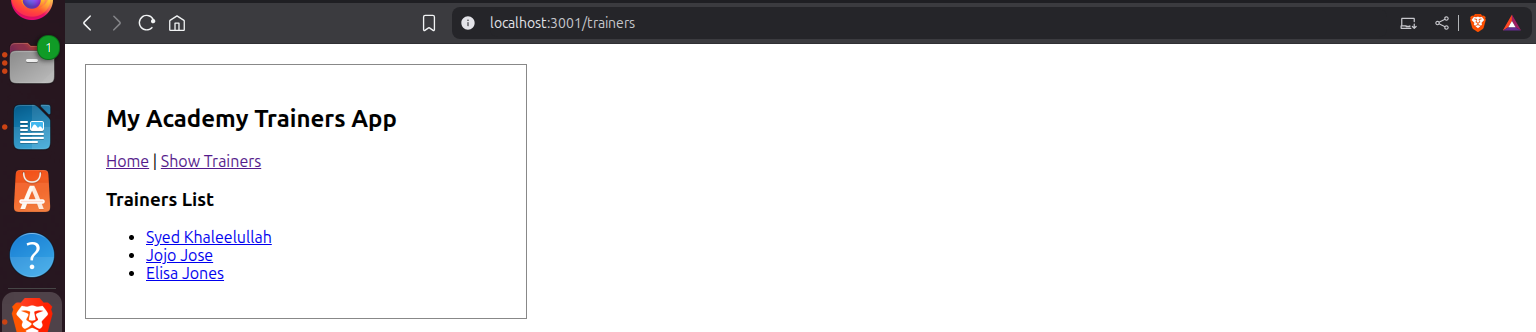 1
localhost:3001/trainers
My Academy Trainers App
Home | Show Trainers
Trainers List
Syed Khaleelullah
Jojo Jose
Elisa Jones